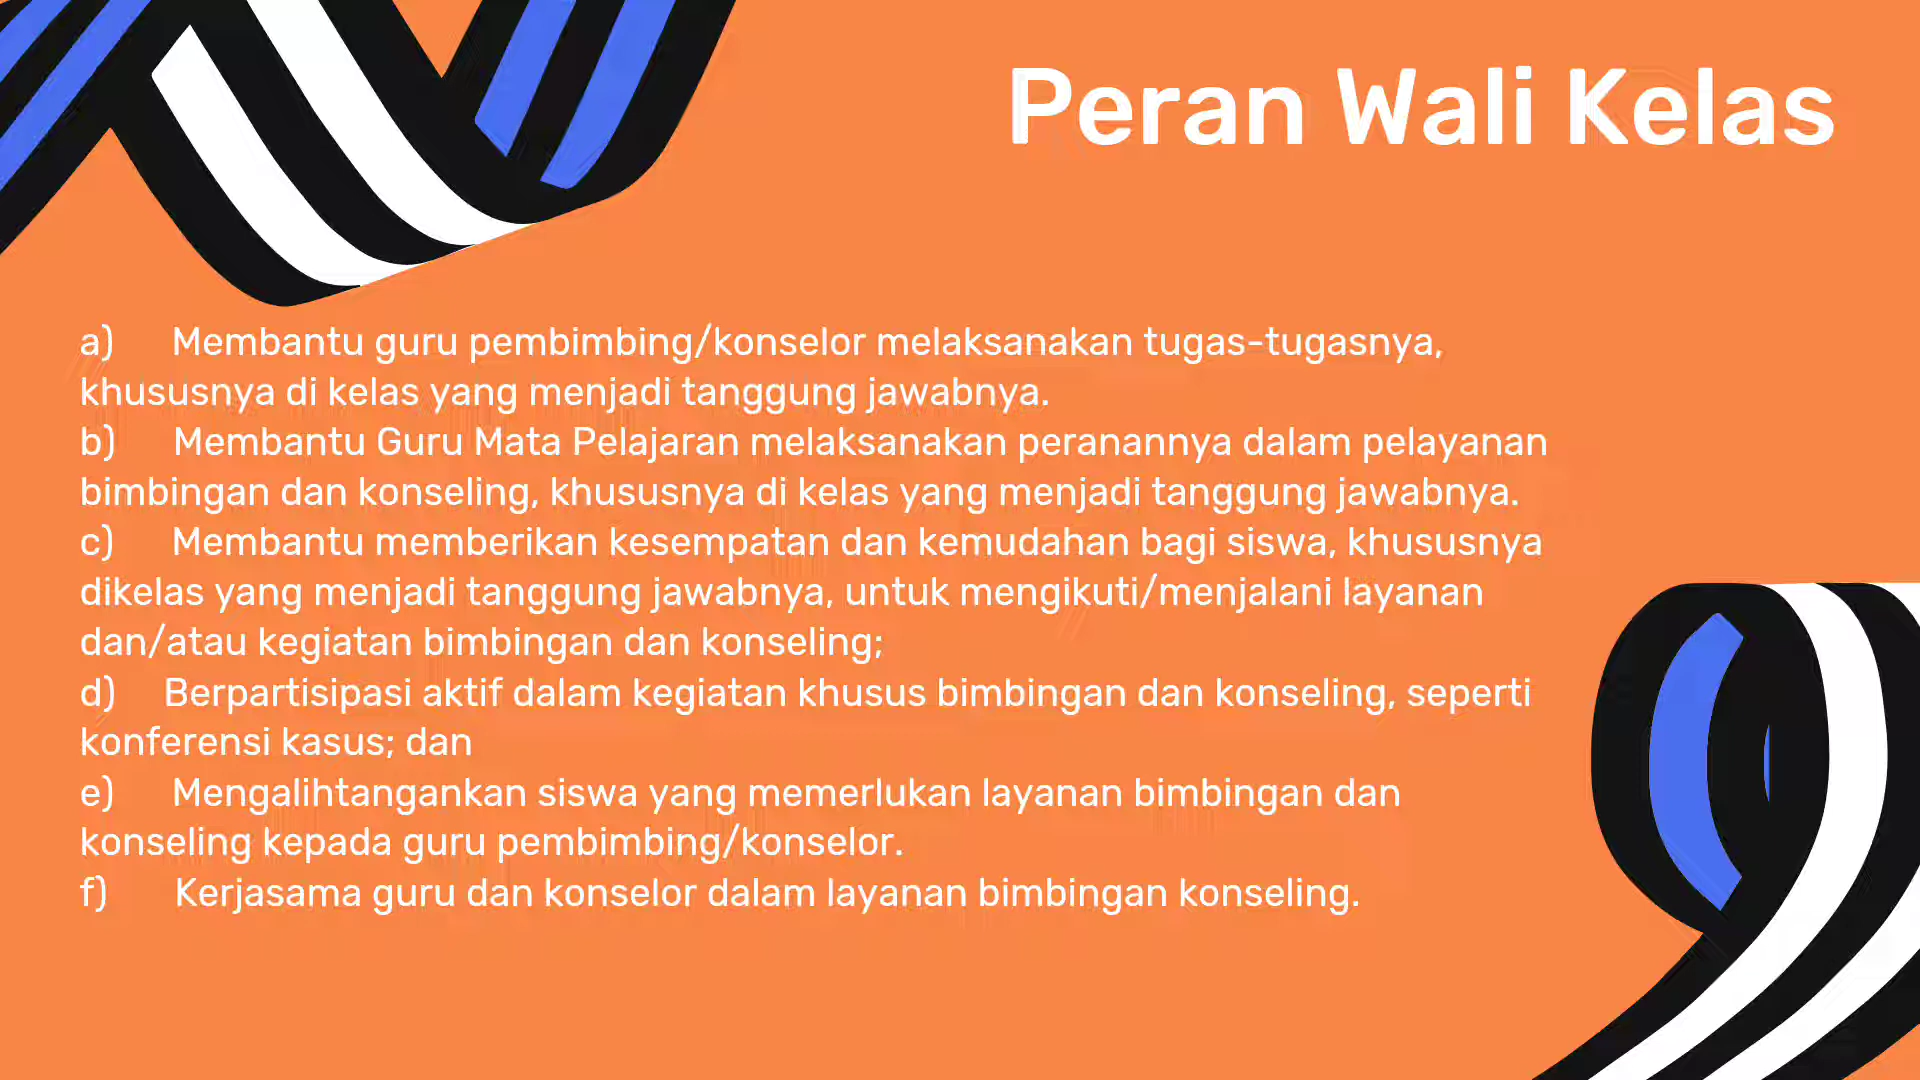 Peran Wali Kelas
a) Membantu guru pembimbing/konselor melaksanakan tugas-tugasnya,
khususnya di kelas yang menjadi tanggung jawabnya.
b) Membantu Guru Mata Pelajaran melaksanakan peranannya dalam pelayanan
bimbingan dan konseling, khususnya di kelas yang menjadi tanggung jawabnya.
c) Membantu memberikan kesempatan dan kemudahan bagi siswa, khususnya
dikelas yang menjadi tanggung jawabnya, untuk mengikuti/menjalani layanan
dan/atau kegiatan bimbingan dan konseling;
d) Berpartisipasi aktif dalam kegiatan khusus bimbingan dan konseling, seperti
konferensi kasus; dan
e) Mengalihtangankan siswa yang memerlukan layanan bimbingan dan
konseling kepada guru pembimbing/konselor.
f) Kerjasama guru dan konselor dalam layanan bimbingan konseling.